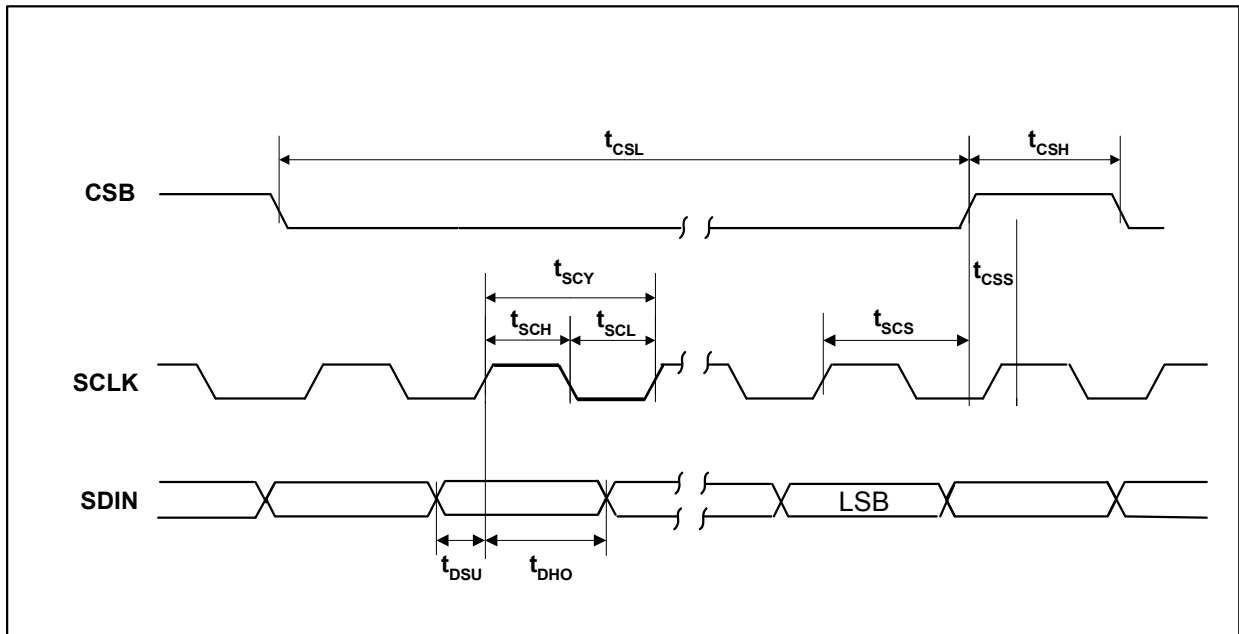 tCSL
tCSH
CSB
tSCY
tCSS
tSCH
tSCL
tSCS
SCLK
SDIN
LSB
tDSU
tDHO